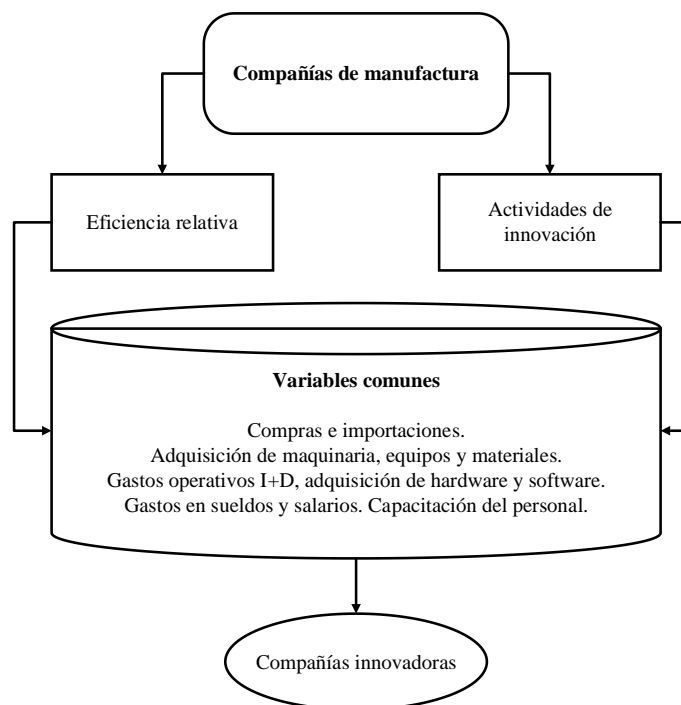 Compañías de manufactura
Eficiencia relativa
Actividades de
innovación
Variables comunes
Compras e importaciones.
Adquisición de maquinaria, equipos y materiales.
Gastos operativos I+D, adquisición de hardware y software.
Gastos en sueldos y salarios. Capacitación del personal.
Compañías innovadoras